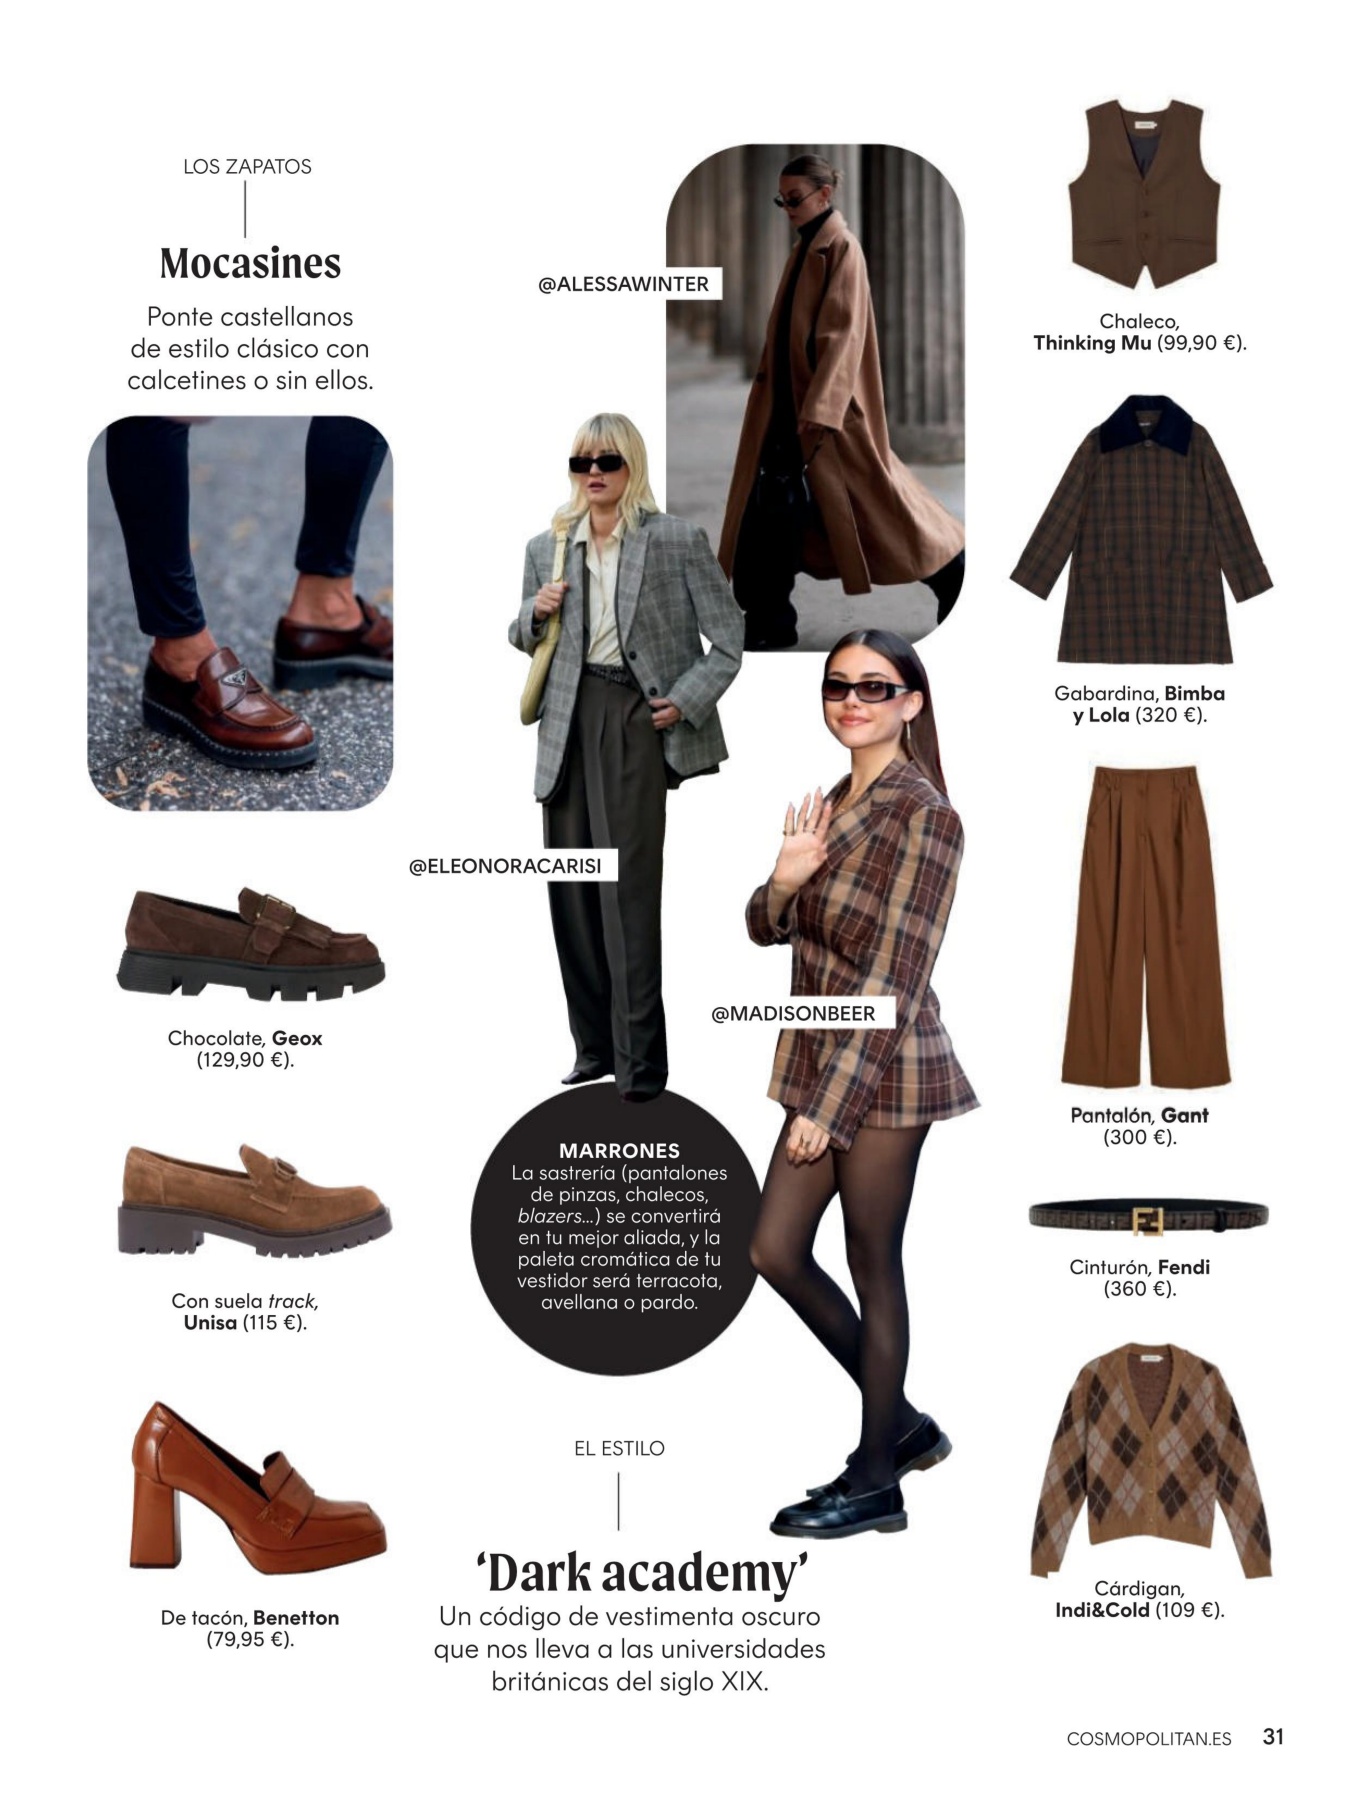 LOS ZAPATOS
Mocasines
Ponte castellanos
de estilo clásico con
calcetines o sin ellos.
Chocolate, Geox
(129,90 €).
Con suela track,
Unisa (115 €).
De tacón, Benetton
(79,95 €).
@ALESSAWINTER
@ELEONORACARISI
@MADISONBEER
MARRONES
La sastrería (pantalones
de pinzas, chalecos,
blazers...) se convertirá
en tu mejor aliada, y la
paleta cromática de tu
vestidor será terracota,
avellana o pardo.
EL ESTILO
‘Dark academy’
Un código de vestimenta oscuro
que nos lleva a las universidades
británicas del siglo XIX.
Chaleco,
Thinking Mu (99,90 €).
Gabardina, Bimba
y Lola (320 €).
Pantalón, Gant
(300 €).
Cinturón, Fendi
(360 €).
Cárdigan,
Indi&Cold (109 €).
COSMOPOLITAN.ES 31